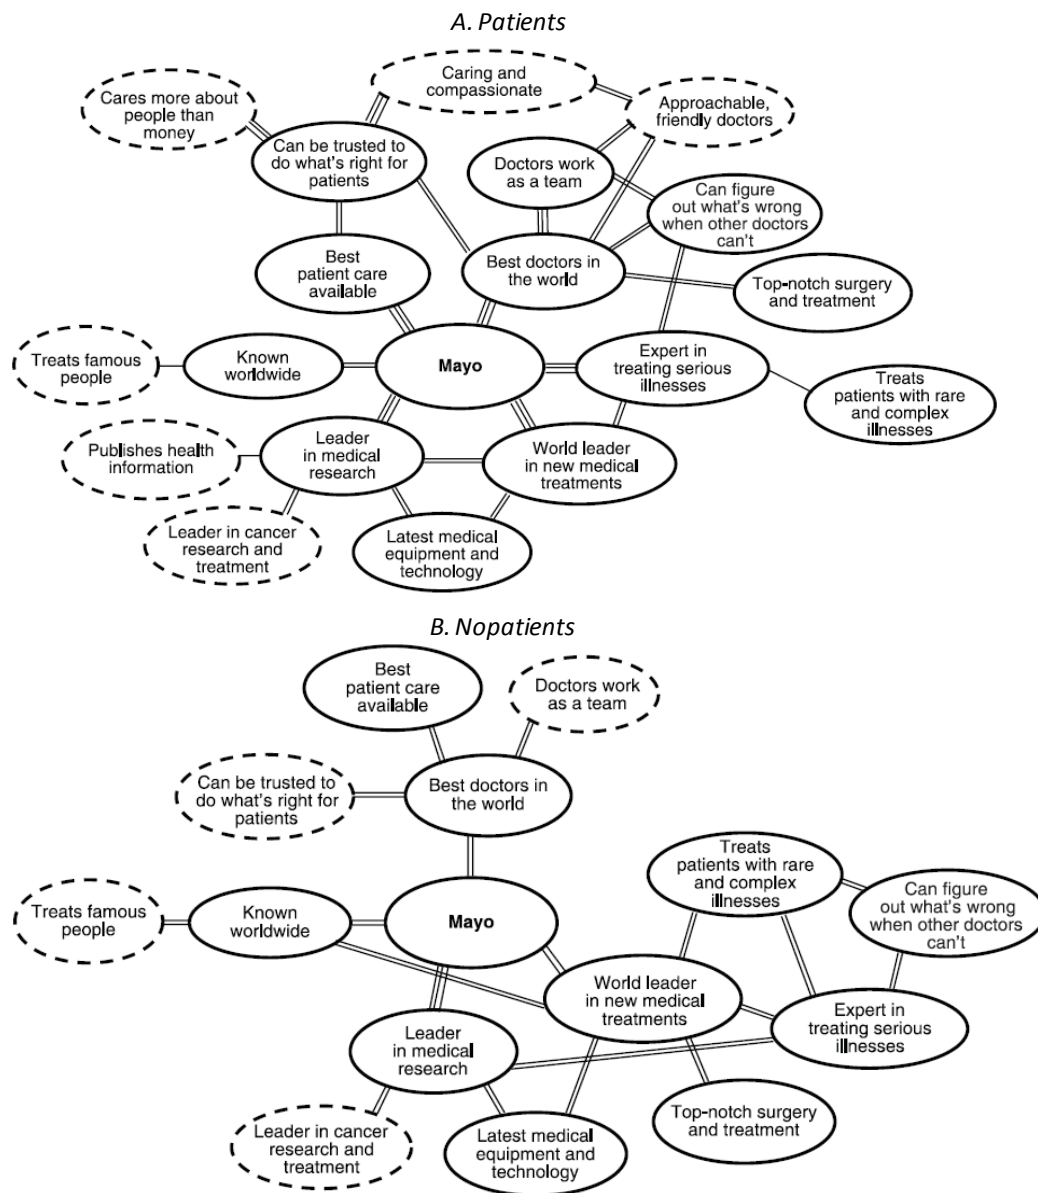 A. Patients
Caring and
compassionate
Cares more about
people than
money
Approachable,
friendly doctors
Can be trusted to
do what's right for
patients
Doctors work
as a team
Can figure
out what's wrong
when other doctors
can't
Best
patient care
available
Best doctors in
the world
Top-notch surgery
and treatment
Treats famous
people
Known
worldwide
Mayo
Expert in
treating serious
illnesses
Treats
patients with rare
and complex
illnesses
Publishes health
information
Leader
in medical
research
World leader
in new medical
treatments
Leader in cancer
research and
treatment
Latest medical
equipment and
technology
B. Nopatients
Best
patient care
available
Doctors work
as a team
Can be trusted to
do what's right for
patients
Best doctors in
the world
Treats
patients with rare
and complex
illnesses
Can figure
out what's wrong
when other doctors
can't
Treats famous
people
Known
worldwide
Mayo
World leader
in new medical
treatments
Expert in
treating serious
illnesses
Leader
in medical
research
Leader in cancer
research and
treatment
Latest medical
equipment and
technology
Top-notch surgery
and treatment